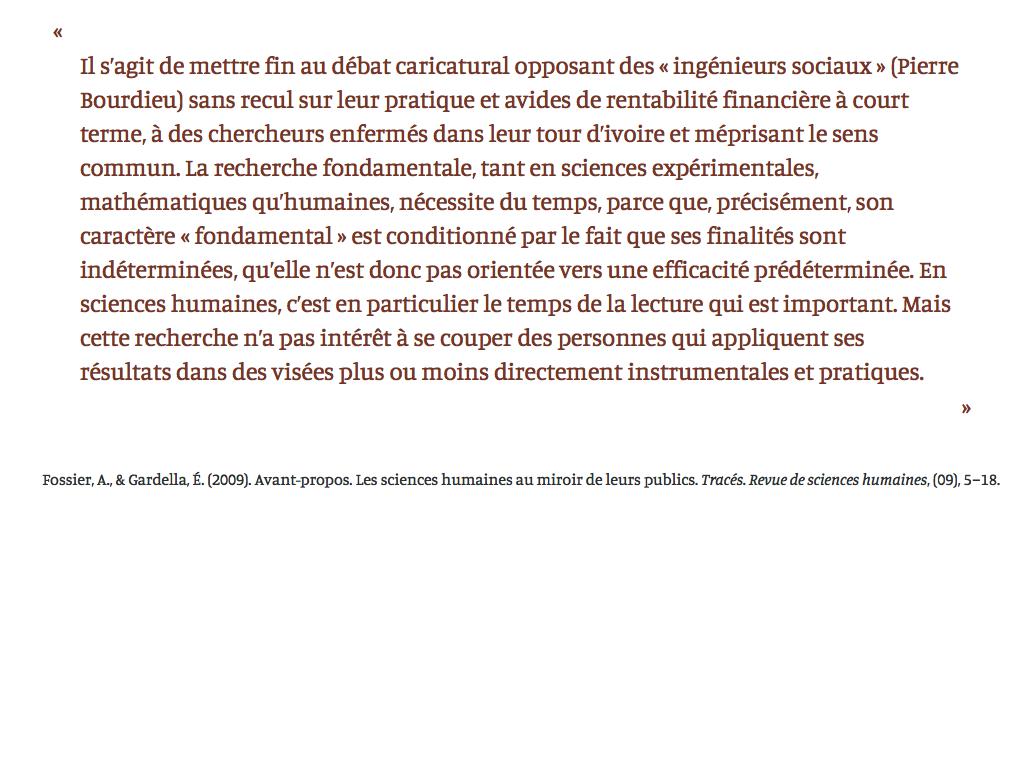 «
Il s’agit de mettre fin au débat caricatural opposant des « ingénieurs sociaux » (Pierre
Bourdieu) sans recul sur leur pratique et avides de rentabilité financière à court
terme, à des chercheurs enfermés dans leur tour d’ivoire et méprisant le sens
commun. La recherche fondamentale, tant en sciences expérimentales,
mathématiques qu’humaines, nécessite du temps, parce que, précisément, son
caractère « fondamental » est conditionné par le fait que ses finalités sont
indéterminées, qu’elle n’est donc pas orientée vers une efficacité prédéterminée. En
sciences humaines, c’est en particulier le temps de la lecture qui est important. Mais
cette recherche n’a pas intérêt à se couper des personnes qui appliquent ses
résultats dans des visées plus ou moins directement instrumentales et pratiques.
»
Fossier, A., & Gardella, É. (2009). Avant-propos. Les sciences humaines au miroir de leurs publics. Tracés. Revue de sciences humaines, (09), 5–18.